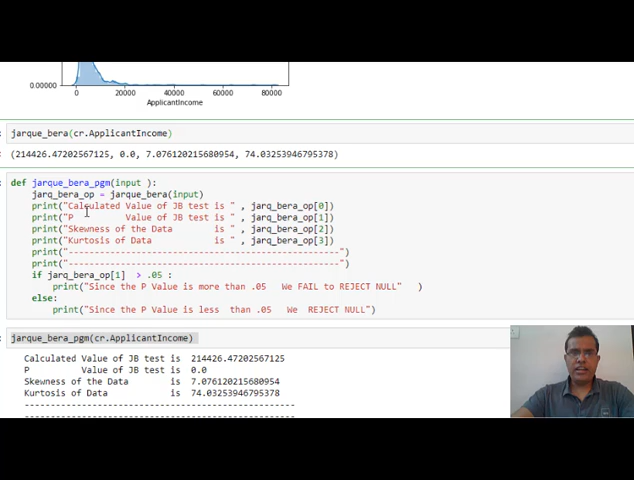 0.00000
0 20000 40000 60000 80000
ApplicantIncome
jarque_bera(cr.ApplicantIncome)
(214426.47202567125, 0.0, 7.076120215680954, 74.03253946795378)
def jarque_bera_pgm(input ):
jarq_bera_op = jarque_bera(input)
print("Calculated Value of JB test is " , jarq_bera_op[0])
print("P Value of JB test is " , jarq_bera_op[1])
print("Skewness of the Data is " , jarq_bera_op[2])
print("Kurtosis of Data is " , jarq_bera_op[3])
print("--------------------------------------------------")
print("--------------------------------------------------")
if jarq_bera_op[1] > .05 :
print("Since the P Value is more than .05 We FAIL to REJECT NULL" )
else:
print("Since the P Value is less than .05 We REJECT NULL")
jarque_bera_pgm(cr.ApplicantIncome)
Calculated Value of JB test is 214426.47202567125
P Value of JB test is 0.0
Skewness of the Data is 7.076120215680954
Kurtosis of Data is 74.03253946795378
--------------------------------------------------